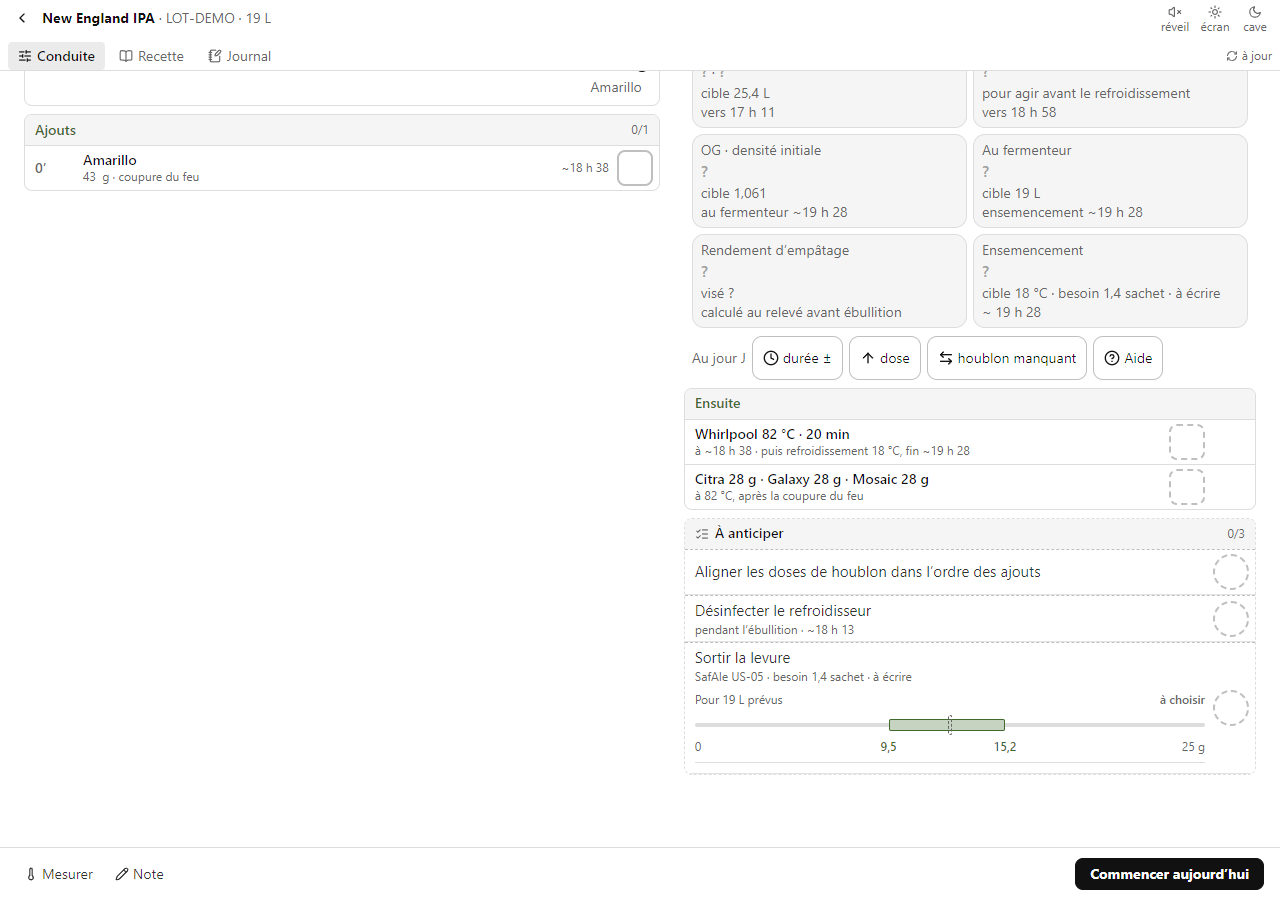 New England IPA · LOT-DEMO · 19 L
réveil
écran
cave
Conduite
Recette
Journal
à jour
Amarillo
Ajouts
0/1
0′
Amarillo
43 g · coupure du feu
~18 h 38
? · ?
cible 25,4 L
vers 17 h 11
?
pour agir avant le refroidissement
vers 18 h 58
OG · densité initiale
?
cible 1,061
au fermenteur ~19 h 28
Au fermenteur
?
cible 19 L
ensemencement ~19 h 28
Rendement d’empâtage
?
visé ?
calculé au relevé avant ébullition
Ensemencement
?
cible 18 °C · besoin 1,4 sachet · à écrire
~ 19 h 28
Au jour J
durée ±
dose
houblon manquant
Aide
Ensuite
Whirlpool 82 °C · 20 min
à ~18 h 38 · puis refroidissement 18 °C, fin ~19 h 28
Citra 28 g · Galaxy 28 g · Mosaic 28 g
à 82 °C, après la coupure du feu
À anticiper
0/3
Aligner les doses de houblon dans l’ordre des ajouts
Désinfecter le refroidisseur
pendant l’ébullition · ~18 h 13
Sortir la levure
SafAle US-05 · besoin 1,4 sachet · à écrire
Pour 19 L prévus
à choisir
0
9,5
15,2
25 g
Mesurer
Note
Commencer aujourd’hui